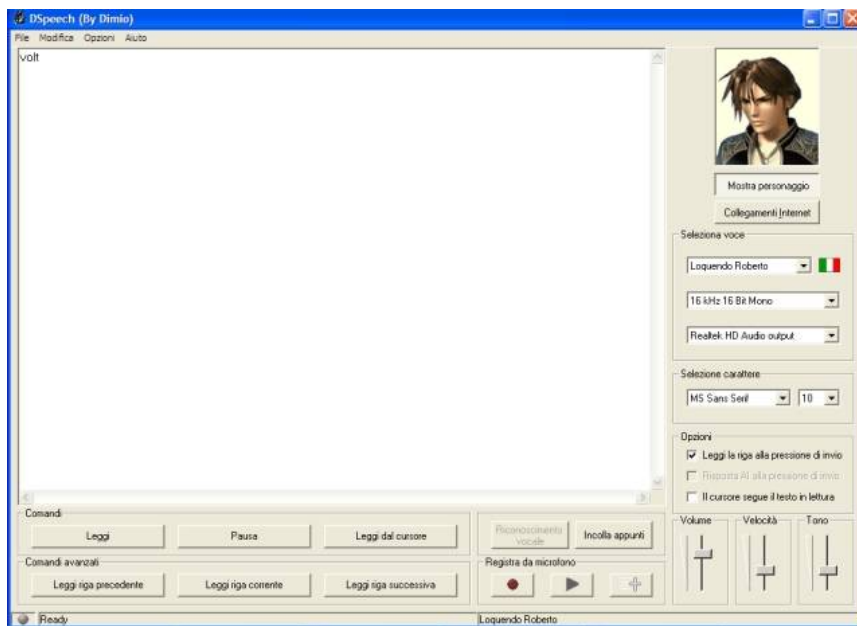 DSpeech (By Dimio)
File Modifica Opzioni Aiuto
volt
Mostra personaggio
Collegamenti Internet
Seleziona voce
Loquendo Roberto
16 kHz 16 Bit Mono
Realtek HD Audio output
Selezione carattere
MS Sans Serif 10
Opzioni
Leggi la riga alla pressione di invio
Risposta AI alla pressione di invio
Il cursore segue il testo in lettura
Comandi
Leggi Pausa Leggi dal cursore
Riconoscimento
vocale
Incolla appunti
Volume Velocità Tono
Comandi avanzati
Leggi riga precedente Leggi riga corrente Leggi riga successiva
Registra da microfono
Ready Loquendo Roberto